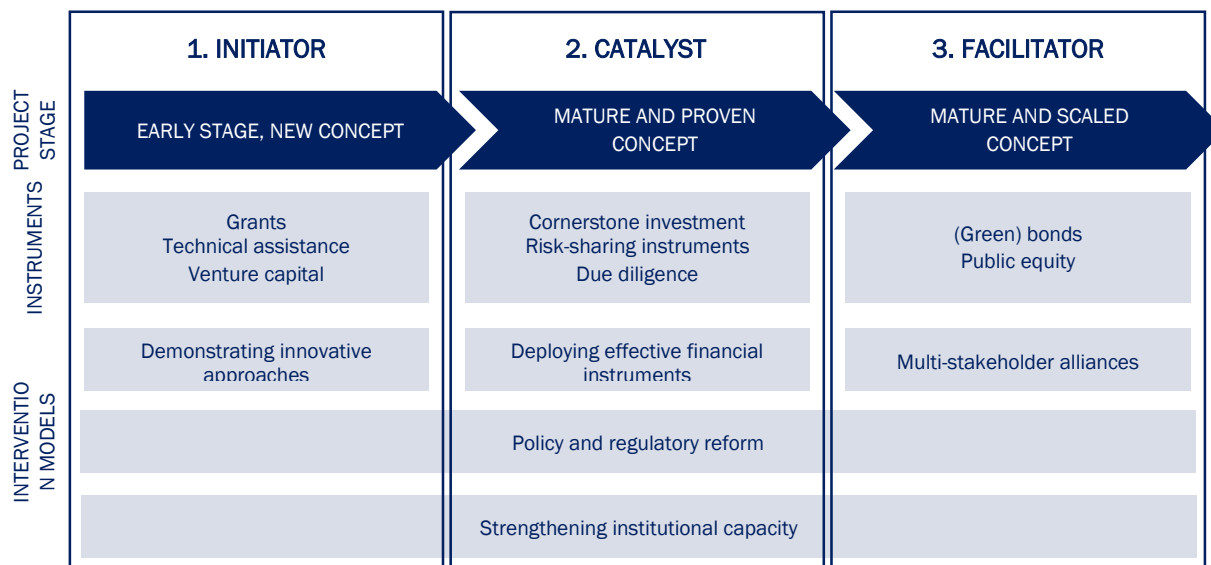 1. INITIATOR
2. CATALYST
3. FACILITATOR
PROJECT
STAGE
EARLY STAGE, NEW CONCEPT
MATURE AND PROVEN
CONCEPT
MATURE AND SCALED
CONCEPT
INSTRUMENTS
Grants
Technical assistance
Venture capital
Cornerstone investment
Risk-sharing instruments
Due diligence
(Green) bonds
Public equity
INTERVENTIO
N MODELS
Demonstrating innovative
approaches
Deploying effective financial
instruments
Multi-stakeholder alliances
Policy and regulatory reform
Strengthening institutional capacity